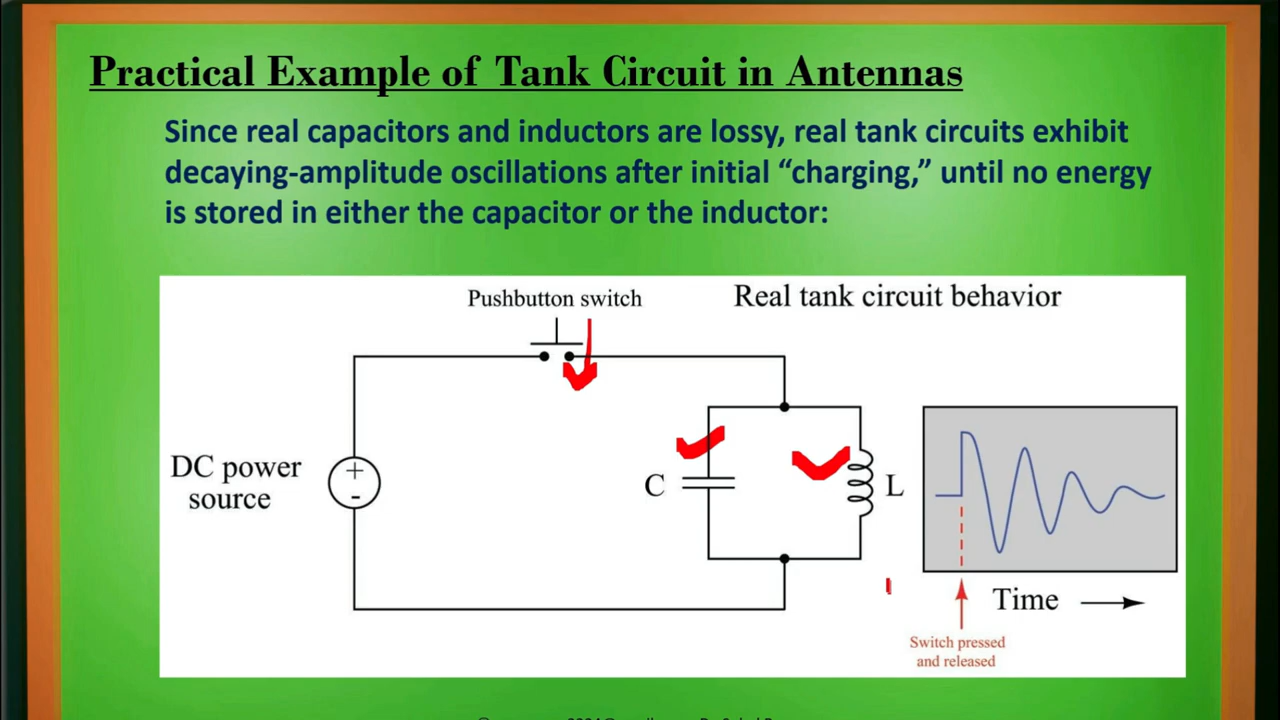 Practical Example of Tank Circuit in Antennas
Since real capacitors and inductors are lossy, real tank circuits exhibit
decaying-amplitude oscillations after initial “charging,” until no energy
is stored in either the capacitor or the inductor:
Pushbutton switch
Real tank circuit behavior
DC power
source
+
-
C
L
Time
Switch pressed
and released